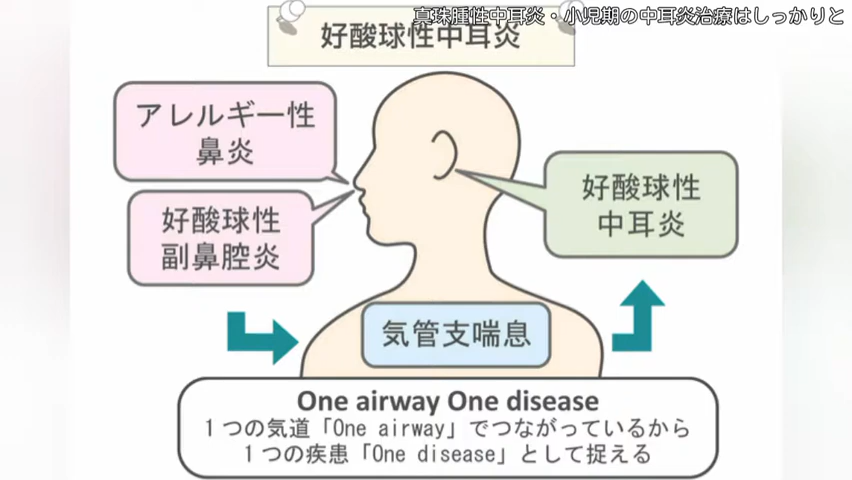 真珠腫性中耳炎・小児期の中耳炎治療はしっかりと
好酸球性中耳炎
アレルギー性
鼻炎
好酸球性
副鼻腔炎
好酸球性
中耳炎
気管支喘息
One airway One disease
1つの気道「One airway」でつながっているから
1つの疾患「One disease」として捉える